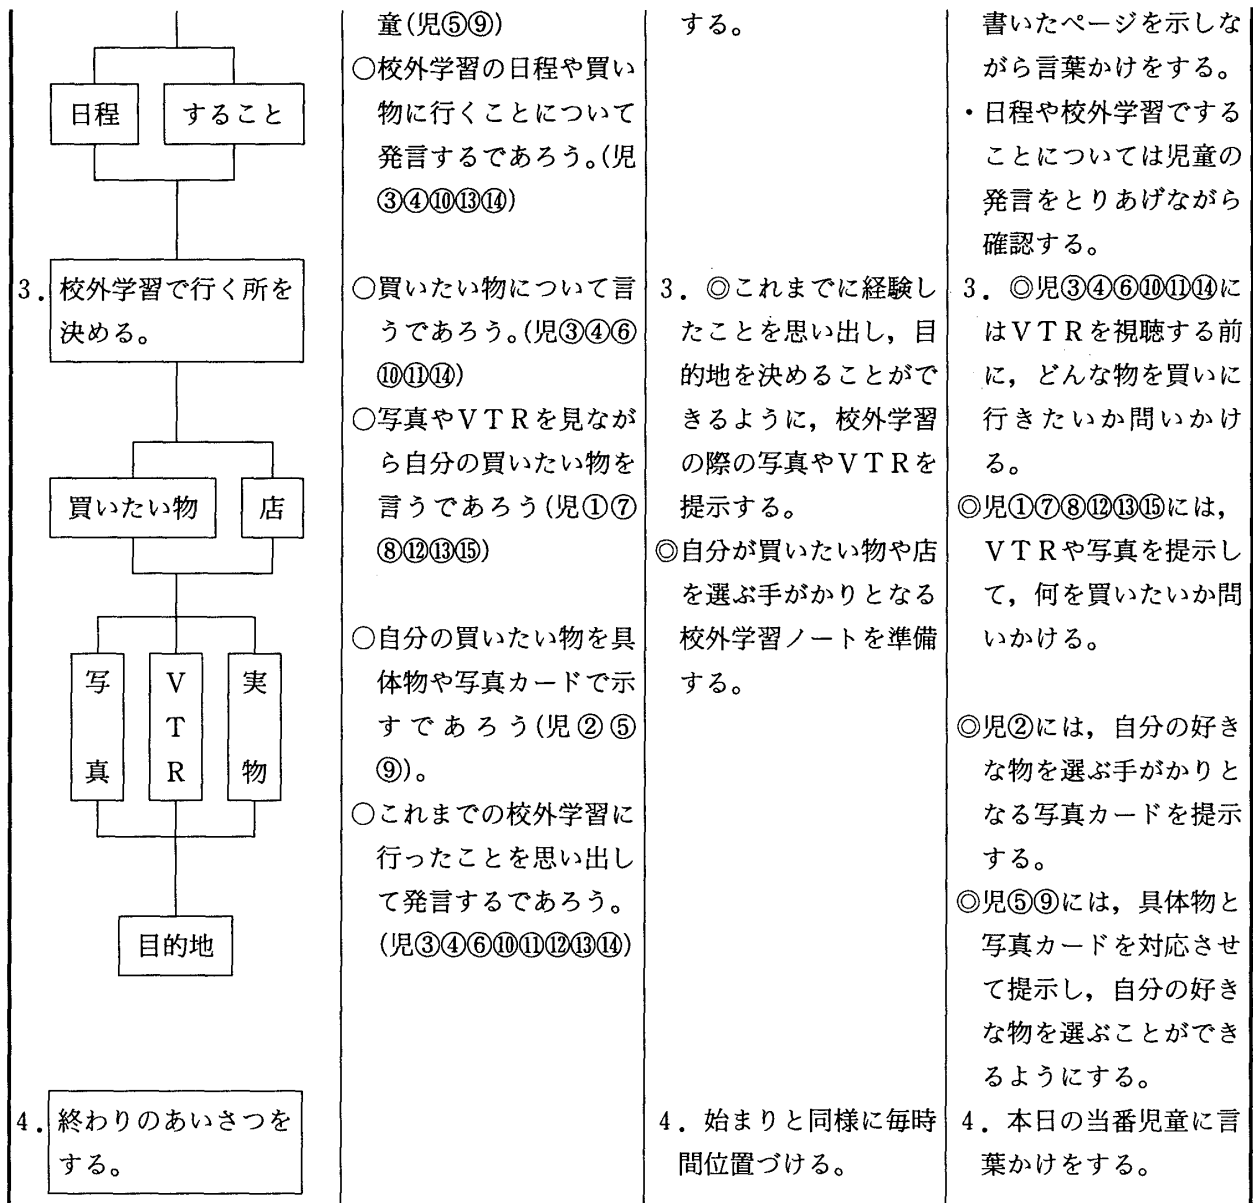 日程
すること
3．校外学習で行く所を
決める。
買いたい物
店
写真
VTR
実物
目的地
4．終わりのあいさつを
する。
童(児⑤⑨)
○校外学習の日程や買い
物に行くことについて
発言するであろう。(児
③④⑩⑬⑭)
○買いたい物について言
うであろう。(児③④⑥
⑩⑪⑭)
○写真やVTRを見なが
ら自分の買いたい物を
言うであろう(児①⑦
⑧⑫⑬⑮)
○自分の買いたい物を具
体物や写真カードで示
すであろう(児②⑤
⑨)。
○これまでの校外学習に
行ったことを思い出し
て発言するであろう。
(児③④⑥⑩⑪⑫⑬⑭)
する。
3．◎これまでに経験し
たことを思い出し，目
的地を決めることがで
きるように，校外学習
の際の写真やVTRを
提示する。
◎自分が買いたい物や店
を選ぶ手がかりとなる
校外学習ノートを準備
する。
4．始まりと同様に毎時
間位置づける。
書いたページを示しな
がら言葉かけをする。
・日程や校外学習でする
ことについては児童の
発言をとりあげながら
確認する。
3．◎児③④⑥⑩⑪⑭に
はVTRを視聴する前
に，どんな物を買いに
行きたいか問いかけ
る。
◎児①⑦⑧⑫⑬⑮には，
VTRや写真を提示し
て，何を買いたいか問
いかける。
◎児②には，自分の好き
な物を選ぶ手がかりと
なる写真カードを提示
する。
◎児⑤⑨には，具体物と
写真カードを対応させ
て提示し，自分の好き
な物を選ぶことができ
るようにする。
4．本日の当番児童に言
葉かけをする。